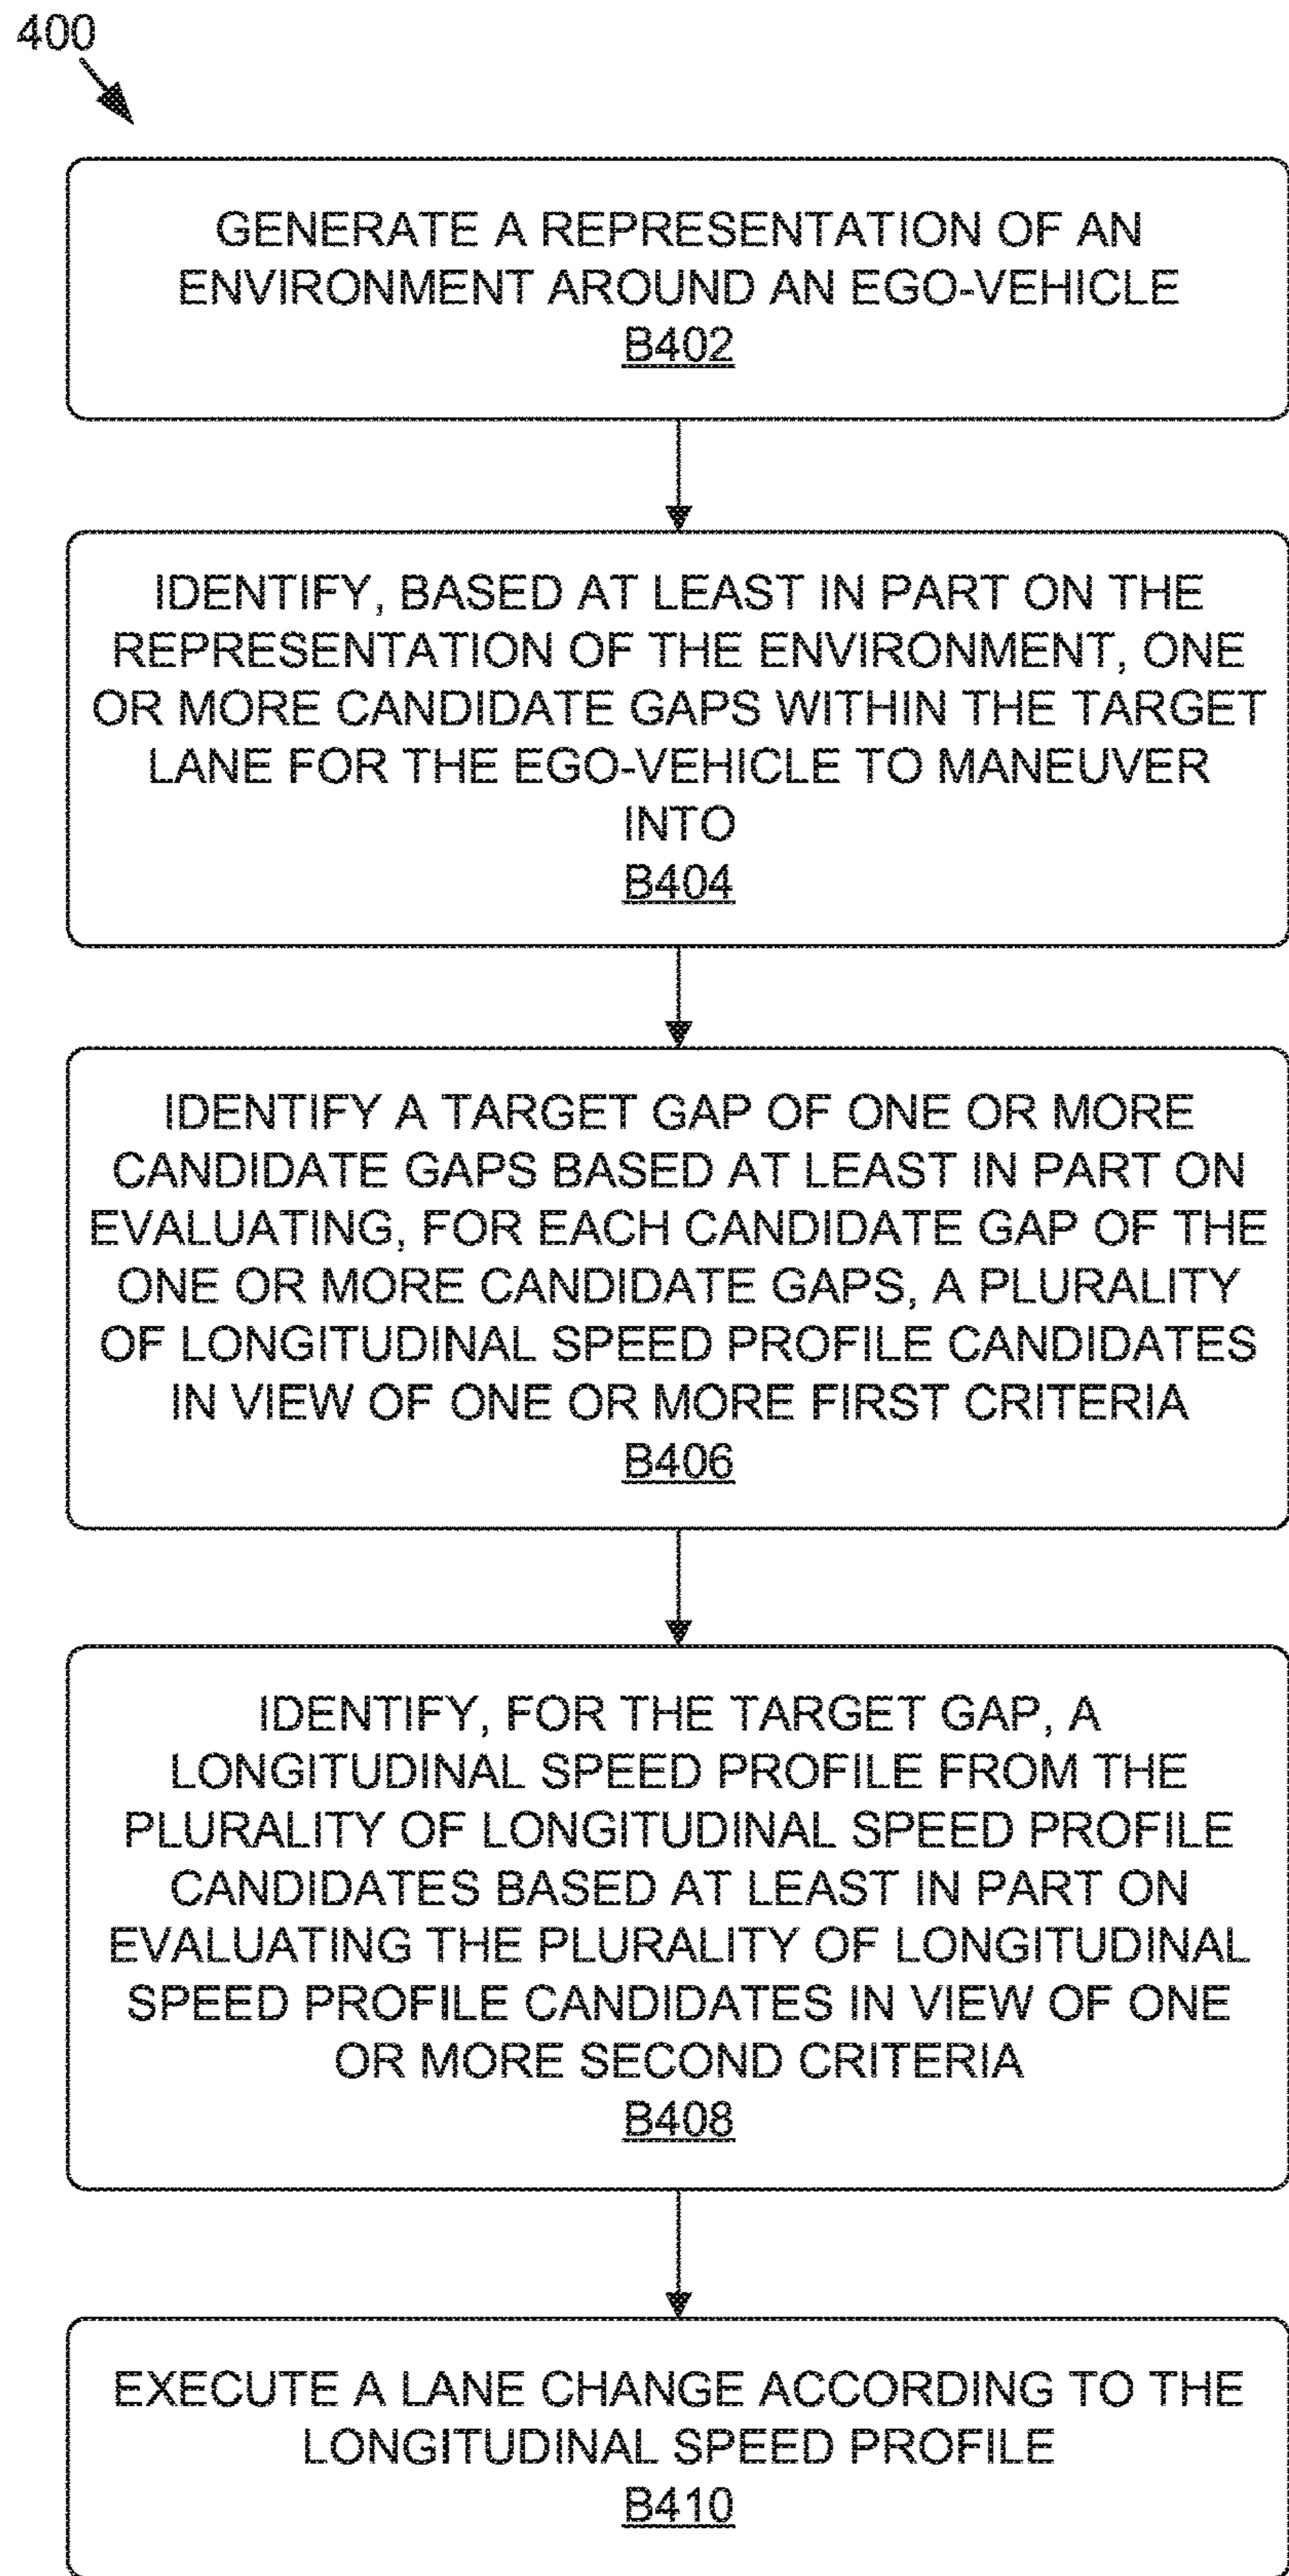 400
GENERATE A REPRESENTATION OF AN
ENVIRONMENT AROUND AN EGO-VEHICLE
B402
IDENTIFY, BASED AT LEAST IN PART ON THE
REPRESENTATION OF THE ENVIRONMENT, ONE
OR MORE CANDIDATE GAPS WITHIN THE TARGET
LANE FOR THE EGO-VEHICLE TO MANEUVER
INTO
B404
IDENTIFY A TARGET GAP OF ONE OR MORE
CANDIDATE GAPS BASED AT LEAST IN PART ON
EVALUATING, FOR EACH CANDIDATE GAP OF THE
ONE OR MORE CANDIDATE GAPS, A PLURALITY
OF LONGITUDINAL SPEED PROFILE CANDIDATES
IN VIEW OF ONE OR MORE FIRST CRITERIA
B406
IDENTIFY, FOR THE TARGET GAP, A
LONGITUDINAL SPEED PROFILE FROM THE
PLURALITY OF LONGITUDINAL SPEED PROFILE
CANDIDATES BASED AT LEAST IN PART ON
EVALUATING THE PLURALITY OF LONGITUDINAL
SPEED PROFILE CANDIDATES IN VIEW OF ONE
OR MORE SECOND CRITERIA
B408
EXECUTE A LANE CHANGE ACCORDING TO THE
LONGITUDINAL SPEED PROFILE
B410